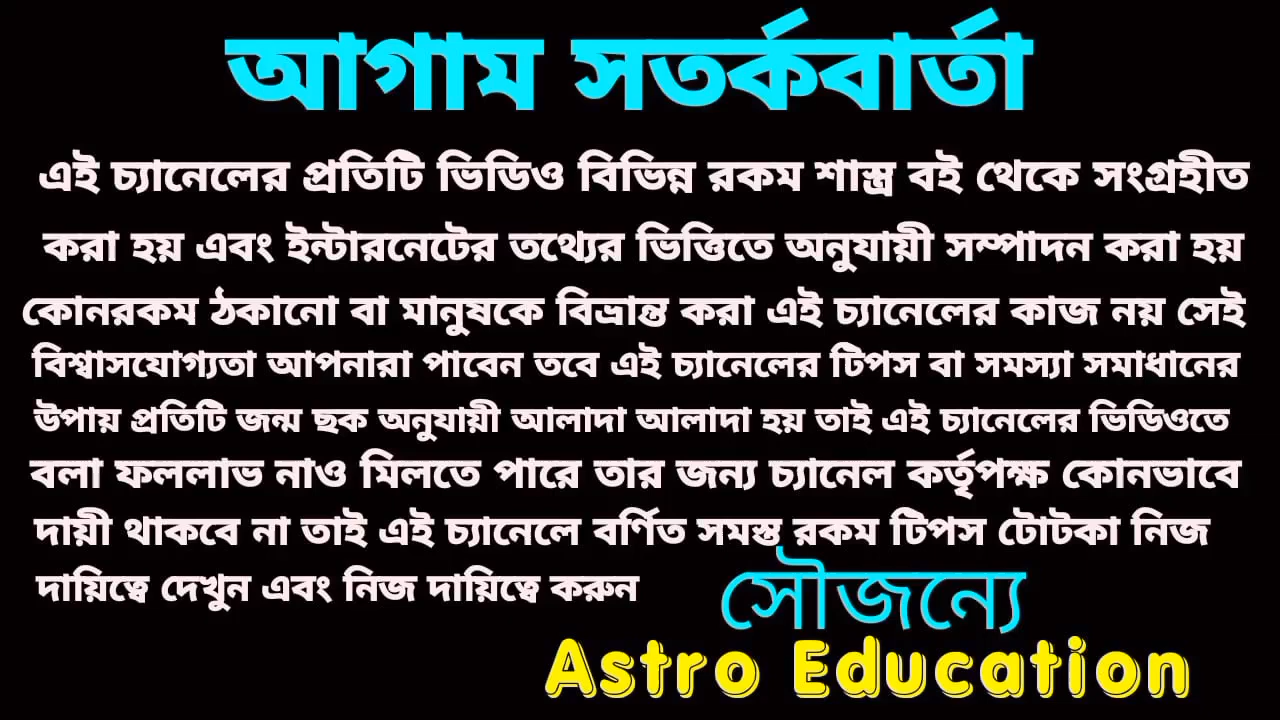 আগাম সতর্কবার্তা
এই চ্যানেলের প্রতিটি ভিডিও বিভিন্ন রকম শাস্ত্র বই থেকে সংগ্রহীত
করা হয় এবং ইন্টারনেটের তথ্যের ভিত্তিতে অনুযায়ী সম্পাদন করা হয়
কোনরকম ঠকানো বা মানুষকে বিভ্রান্ত করা এই চ্যানেলের কাজ নয় সেই
বিশ্বাসযোগ্যতা আপনারা পাবেন তবে এই চ্যানেলের টিপস বা সমস্যা সমাধানের
উপায় প্রতিটি জন্ম ছক অনুযায়ী আলাদা আলাদা হয় তাই এই চ্যানেলের ভিডিওতে
বলা ফললাভ নাও মিলতে পারে তার জন্য চ্যানেল কর্তৃপক্ষ কোনভাবে
দায়ী থাকবে না তাই এই চ্যানেলে বর্ণিত সমস্ত রকম টিপস টোটকা নিজ
দায়িত্বে দেখুন এবং নিজ দায়িত্বে করুন
সৌজন্যে
Astro Education